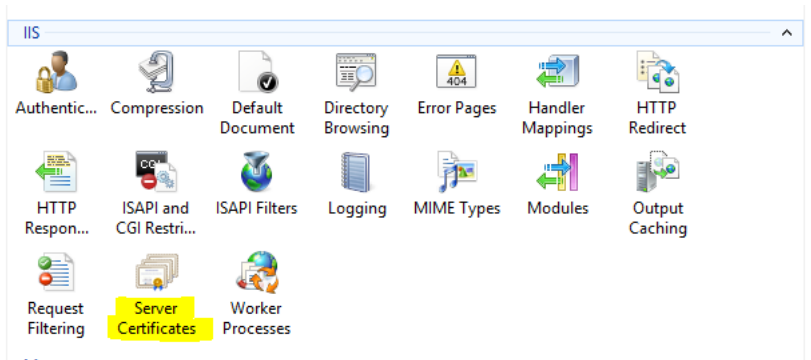 IIS
Authentic... Compression Default Directory Error Pages Handler HTTP
Document Browsing Mappings Redirect
404
CGI
HTTP ISAPI and ISAPI Filters Logging MIME Types Modules Output
Respon... CGI Restri... Caching
Request Server Worker
Filtering Certificates Processes